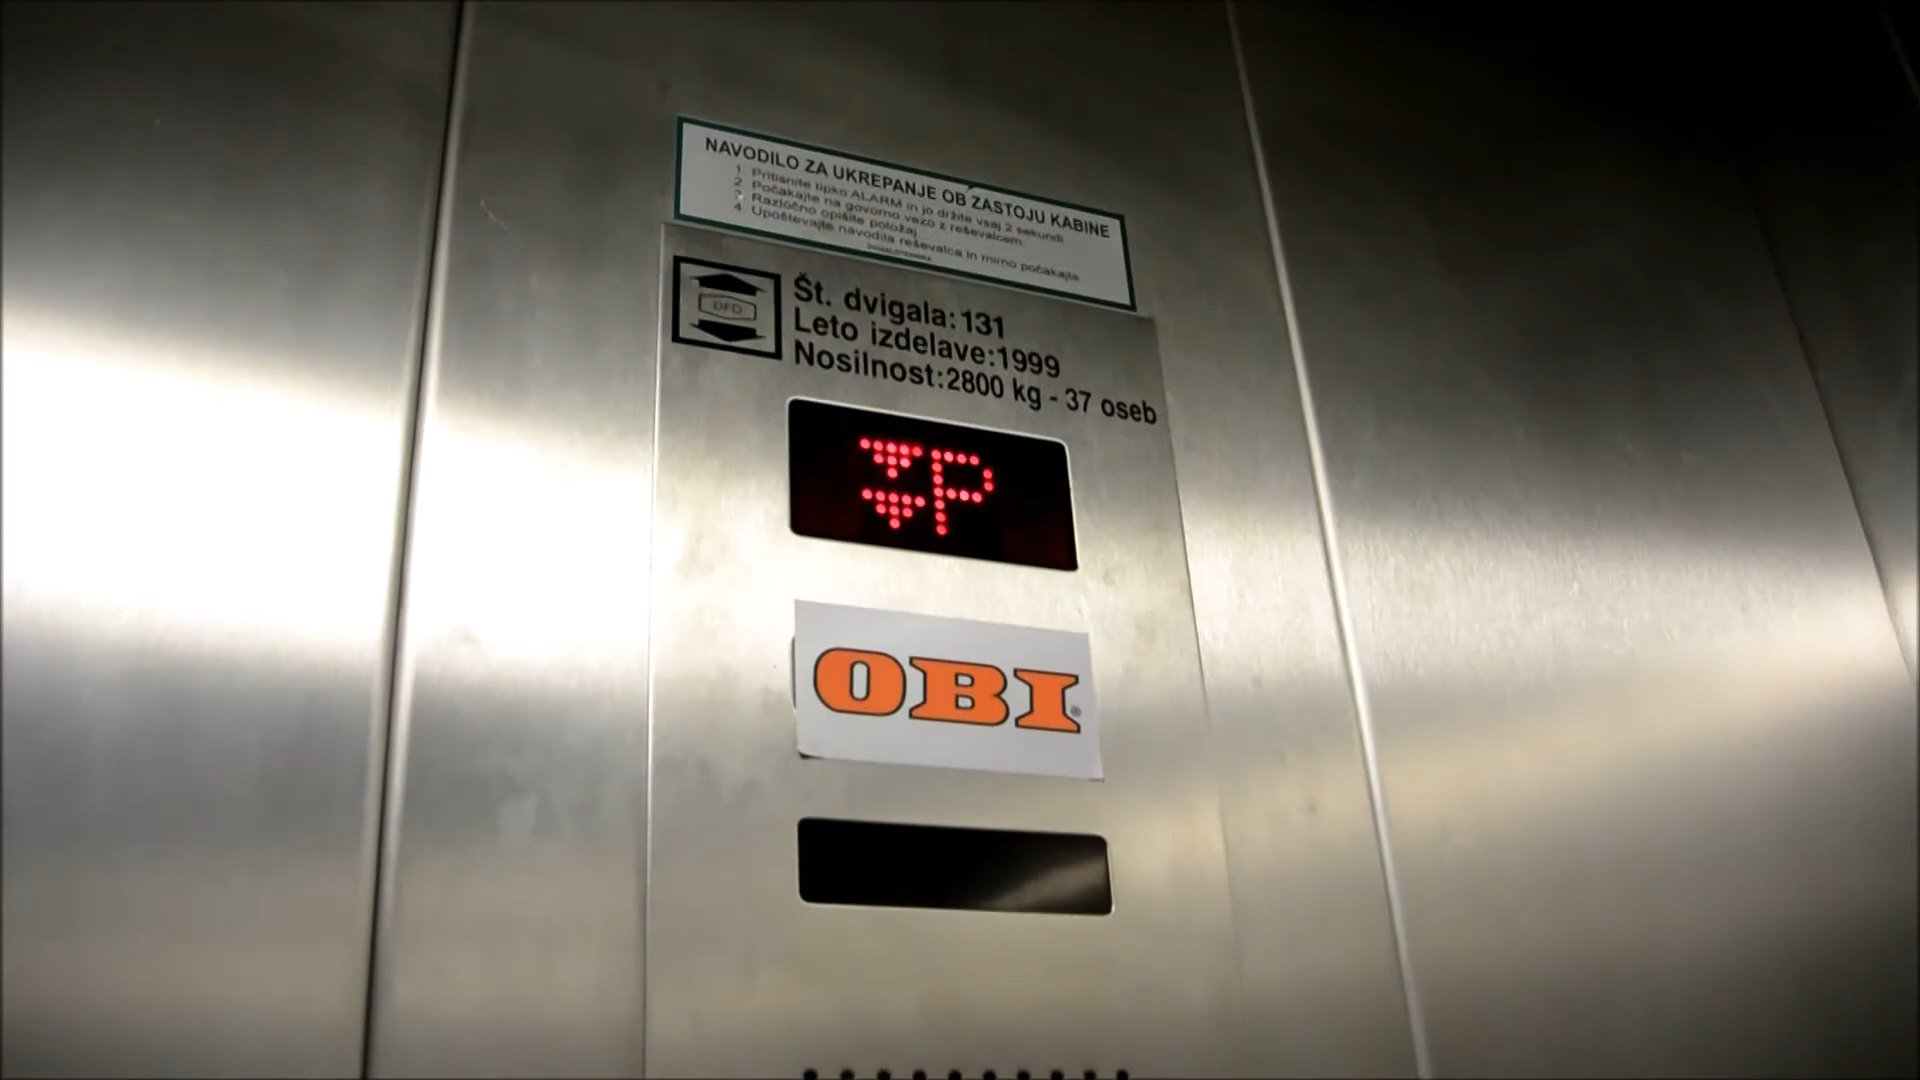 NAVODILO ZA UKREPANJE OB ZASTOJU KABINE
1. Pritisnite tipko ALARM in jo držite vsaj 2 sekundi.
2. Počakajte na govorno vezo z reševalcem.
3. Razločno opišite položaj.
4. Upoštevajte navodila reševalca in mirno počakajte.
DFD
Št. dvigala:131
Leto izdelave:1999
Nosilnost:2800 kg - 37 oseb
P
OBI®